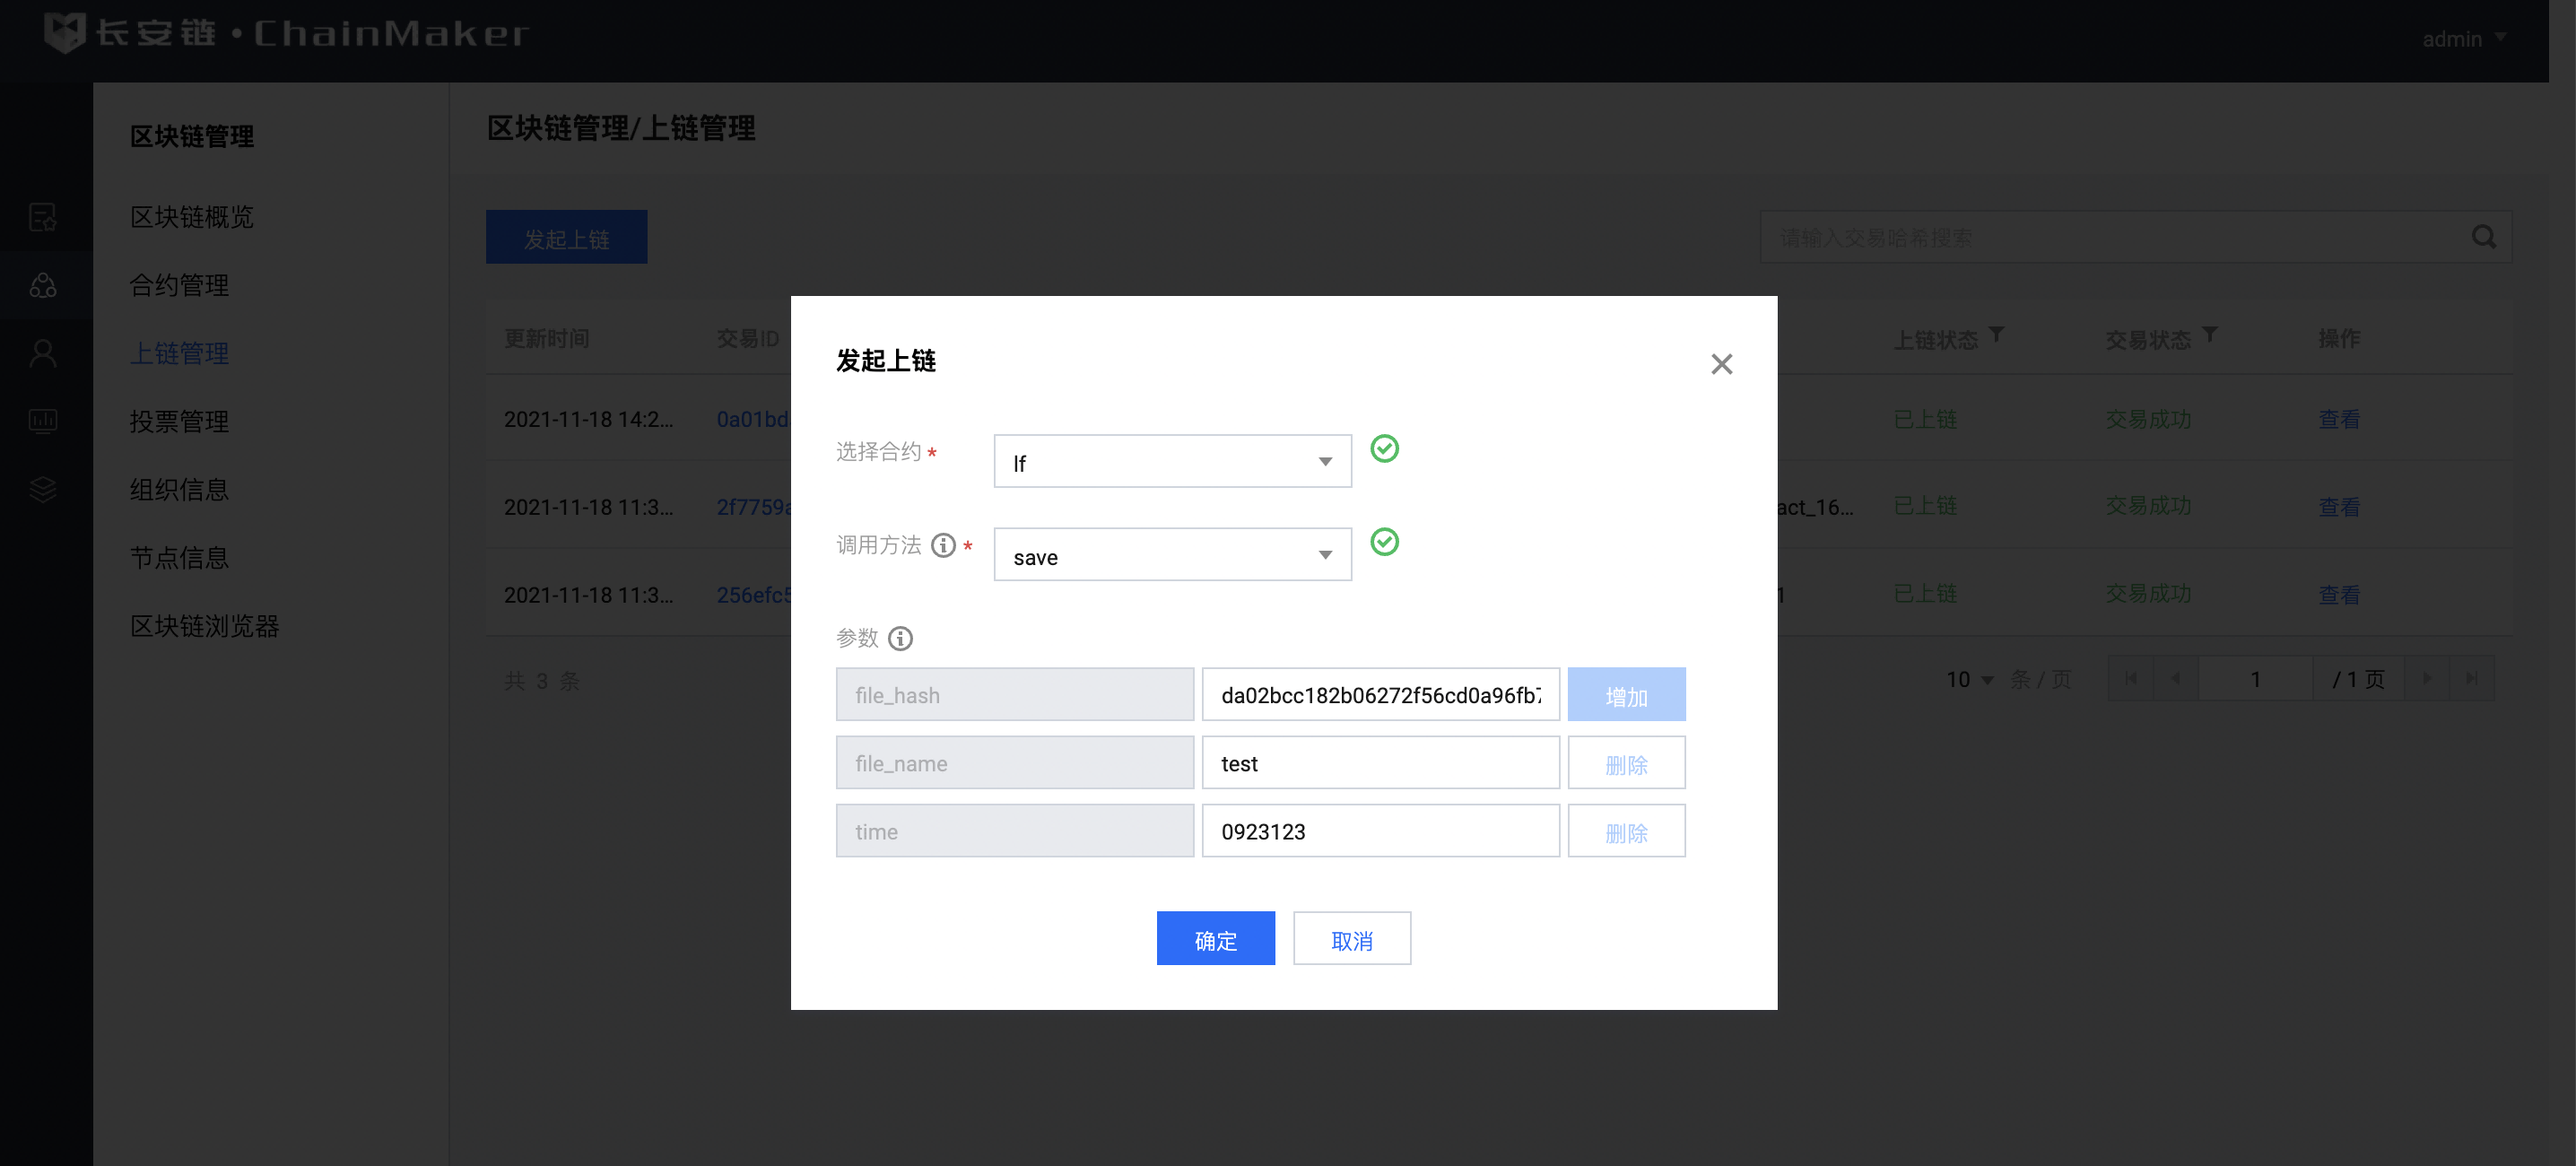 长安链·ChainMaker
admin
区块链管理
区块链概览
合约管理
上链管理
投票管理
组织信息
节点信息
区块链浏览器
区块链管理/上链管理
发起上链
请输入交易哈希搜索
更新时间 交易ID 上链状态 交易状态 操作
2021-11-18 14:2... 0a01bd 已上链 交易成功 查看
2021-11-18 11:3... 2f7759a act_16... 已上链 交易成功 查看
2021-11-18 11:3... 256efc5 1 已上链 交易成功 查看
共 3 条
10 条 / 页 1 / 1 页
发起上链
选择合约 * lf
调用方法 * save
参数
file_hash da02bcc182b06272f56cd0a96fb7 增加
file_name test 删除
time 0923123 删除
确定 取消